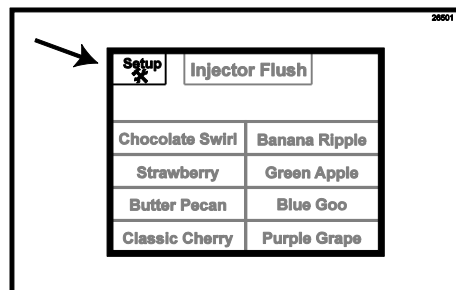 26501
Setup
Injector Flush
Chocolate Swirl Banana Ripple
Strawberry Green Apple
Butter Pecan Blue Goo
Classic Cherry Purple Grape